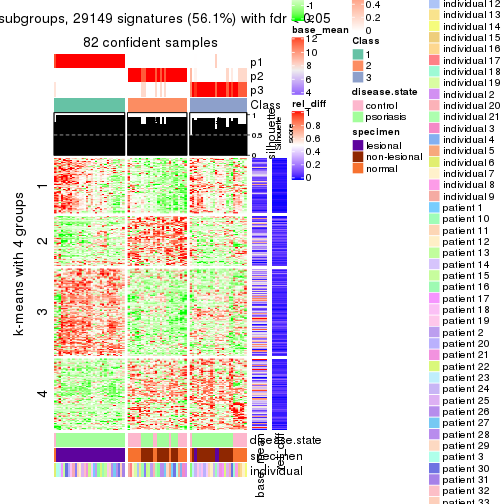 subgroups, 29149 signatures (56.1%) with fdr < 0.05
82 confident samples
p1
p2
p3
Class
silhouette
1
0.5
0
k-means with 4 groups
1
2
3
4
disease.state
specimen
individual
base_mean
rel_diff
-1
-2
base_mean
12
10
8
6
4
rel_diff
1
0.8
0.6
0.4
0.2
0
Silhouette
score
0.4
0.2
0
Class
1
2
3
disease.state
control
psoriasis
specimen
lesional
non-lesional
normal
individual 12
individual 13
individual 14
individual 15
individual 16
individual 17
individual 18
individual 19
individual 2
individual 20
individual 21
individual 3
individual 4
individual 5
individual 6
individual 7
individual 8
individual 9
patient 1
patient 10
patient 11
patient 12
patient 13
patient 14
patient 15
patient 16
patient 17
patient 18
patient 19
patient 2
patient 20
patient 21
patient 22
patient 23
patient 24
patient 25
patient 26
patient 27
patient 28
patient 29
patient 3
patient 30
patient 31
patient 32
patient 33